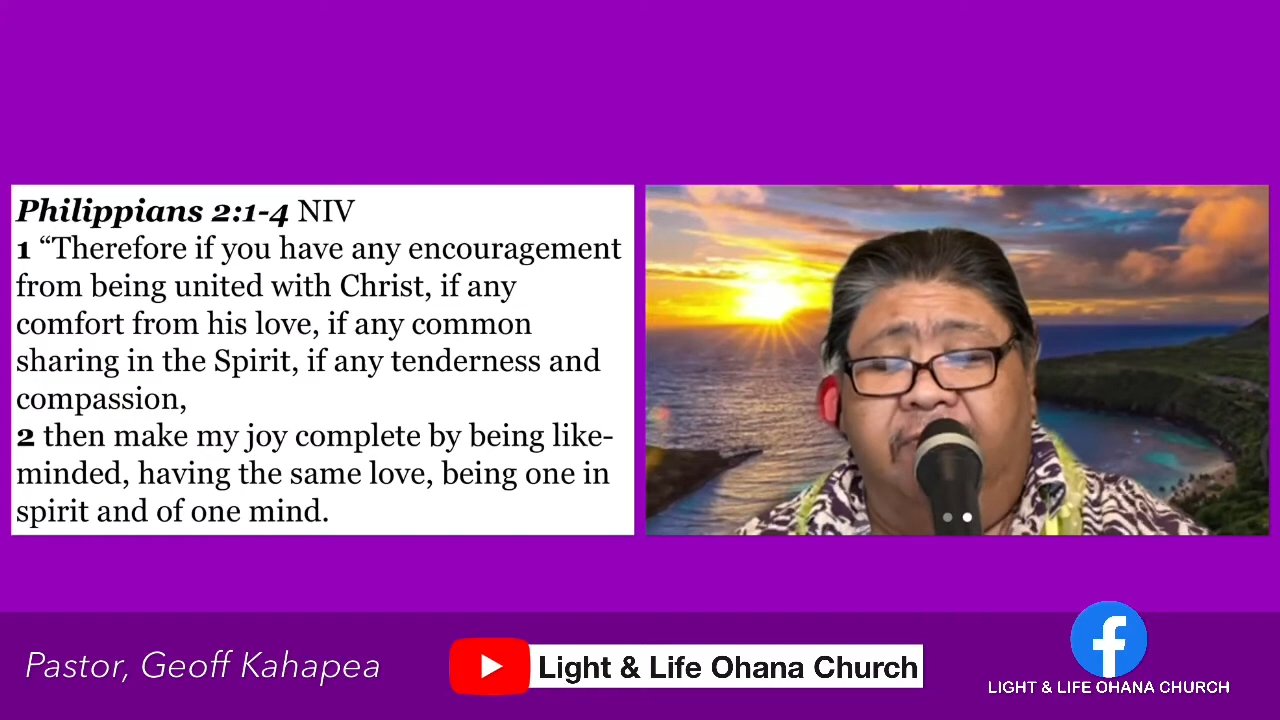 Philippians 2:1-4 NIV
1 “Therefore if you have any encouragement
from being united with Christ, if any
comfort from his love, if any common
sharing in the Spirit, if any tenderness and
compassion,
2 then make my joy complete by being like-
minded, having the same love, being one in
spirit and of one mind.
Pastor, Geoff Kahapea
Light & Life Ohana Church
f
LIGHT & LIFE OHANA CHURCH